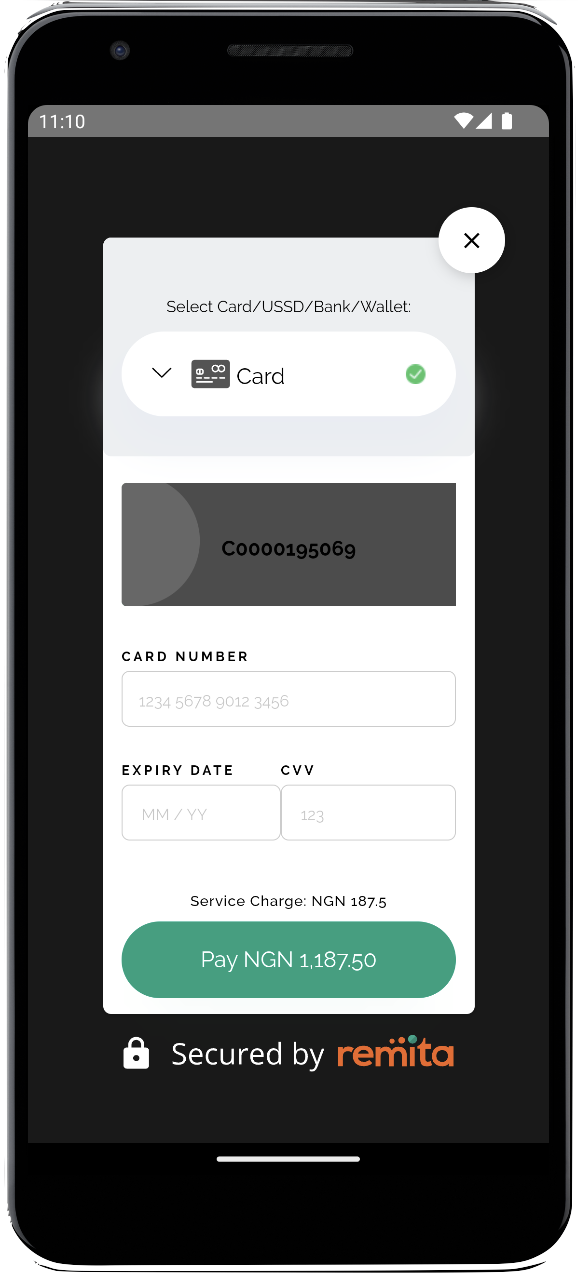 11:10
Select Card/USSD/Bank/Wallet:
Card
C0000195069
CARD NUMBER
1234 5678 9012 3456
EXPIRY DATE CVV
MM / YY 123
Service Charge: NGN 187.5
Pay NGN 1,187.50
Secured by remita